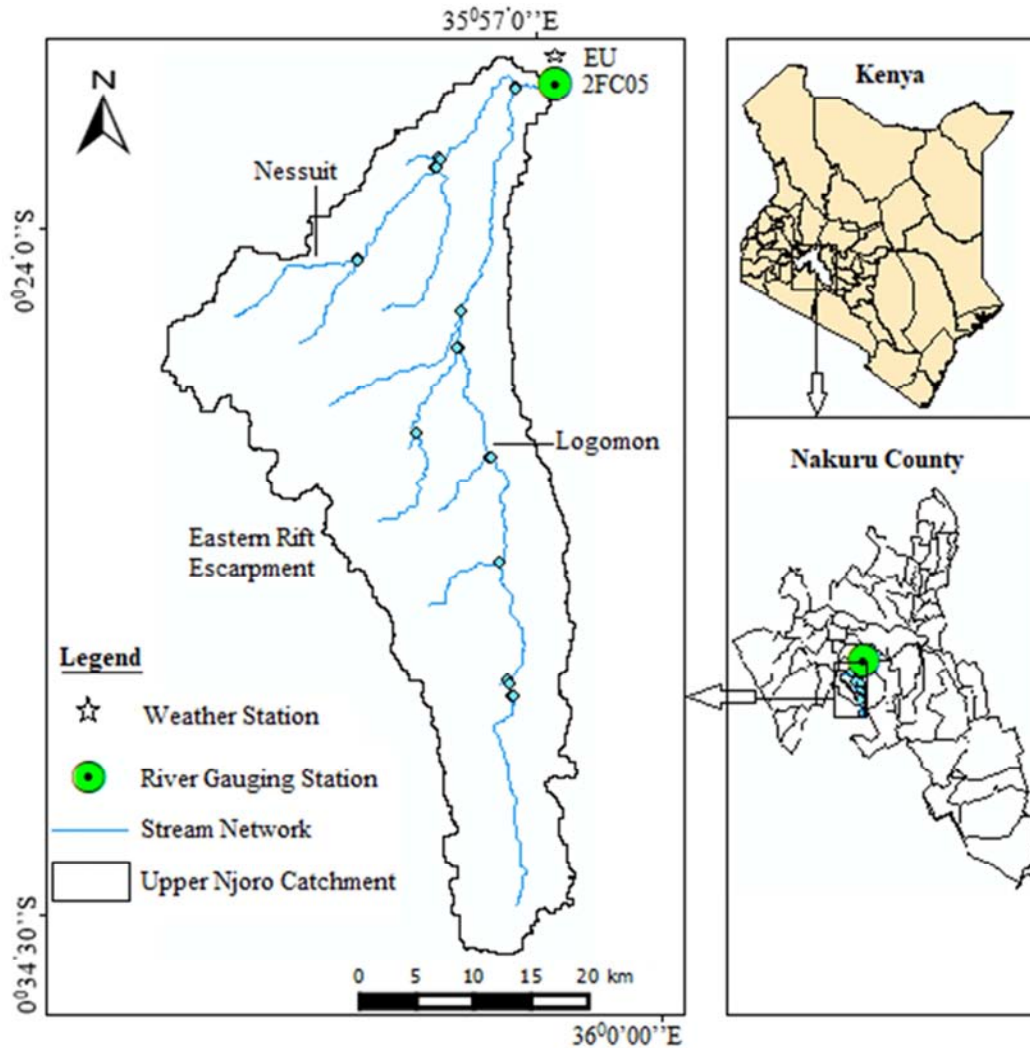 35⁰57'0''E
N
EU
2FC05
Nessuit
0⁰24'0''S
Logomon
Eastern Rift
Escarpment
Legend
Weather Station
River Gauging Station
Stream Network
Upper Njoro Catchment
0⁰34'30''S
0 5 10 12 15 20 km
36⁰0'00''E
Kenya
Nakuru County